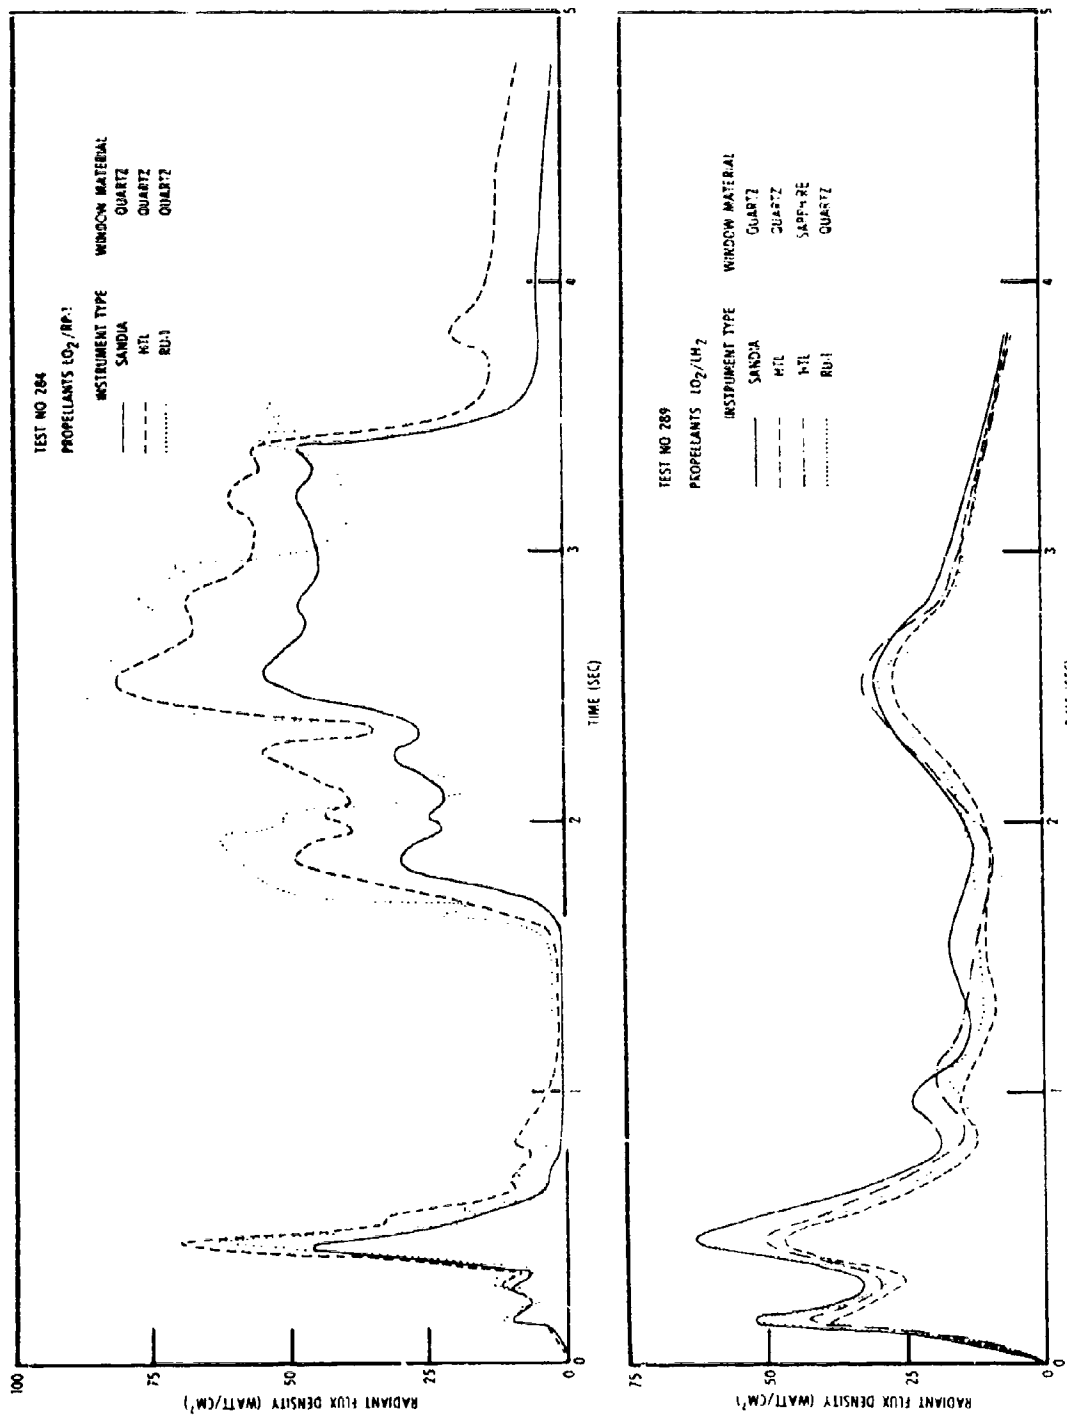 TEST NO 284
PROPELLANTS LO2/RP-1
INSTRUMENT TYPE WINDOW MATERIAL
SANDIA QUARTZ
HTL QUARTZ
RU-1 QUARTZ
RADIANT FLUX DENSITY (WATT/CM2)
100
75
50
25
0
1
2
3
4
5
TIME (SEC)
TEST NO 289
PROPELLANTS LO2/LH2
INSTRUMENT TYPE WINDOW MATERIAL
SANDIA QUARTZ
HTL QUARTZ
HTL SAPPHIRE
RU-1 QUARTZ
RADIANT FLUX DENSITY (WATT/CM2)
75
50
25
0
1
2
3
4
5